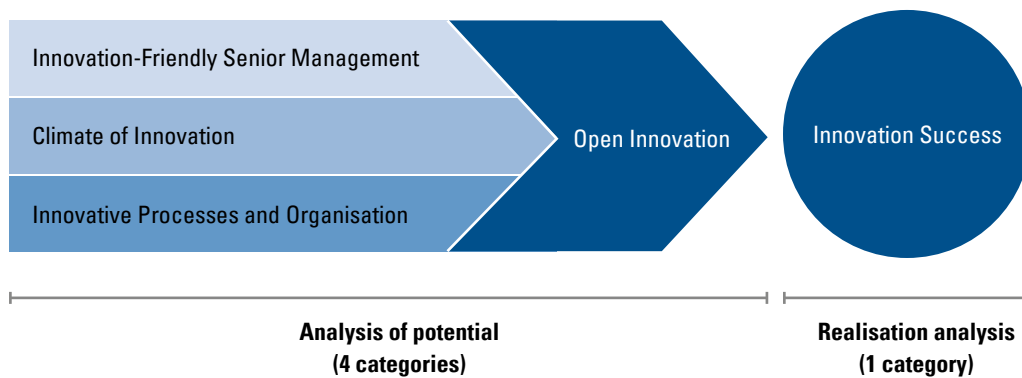 Innovation-Friendly Senior Management
Climate of Innovation
Innovative Processes and Organisation
Open Innovation
Innovation Success
Analysis of potential
(4 categories)
Realisation analysis
(1 category)